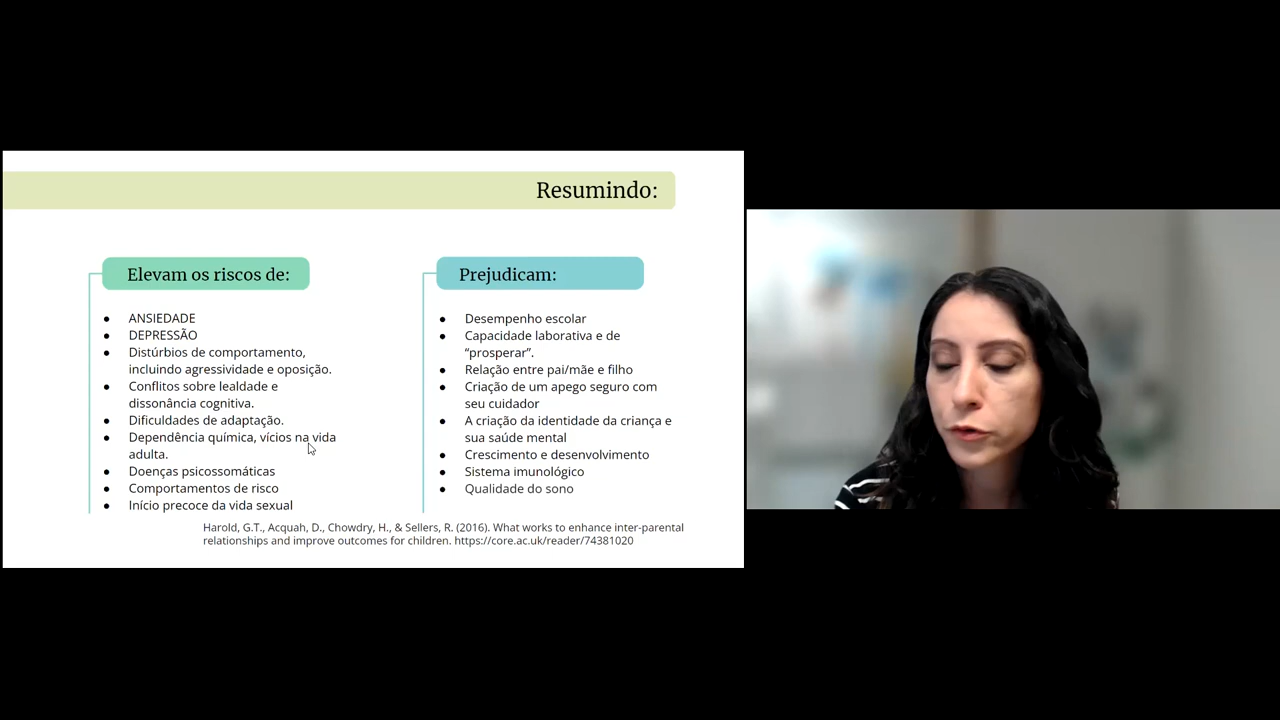 Resumindo:
Elevam os riscos de:
● ANSIEDADE
● DEPRESSÃO
● Distúrbios de comportamento,
incluindo agressividade e oposição.
● Conflitos sobre lealdade e
dissonância cognitiva.
● Dificuldades de adaptação.
● Dependência química, vícios na vida
adulta.
● Doenças psicossomáticas
● Comportamentos de risco
● Início precoce da vida sexual
Prejudicam:
● Desempenho escolar
● Capacidade laborativa e de
“prosperar”.
● Relação entre pai/mãe e filho
● Criação de um apego seguro com
seu cuidador
● A criação da identidade da criança e
sua saúde mental
● Crescimento e desenvolvimento
● Sistema imunológico
● Qualidade do sono
Harold, G.T., Acquah, D., Chowdry, H., & Sellers, R. (2016). What works to enhance inter-parental
relationships and improve outcomes for children. https://core.ac.uk/reader/74381020